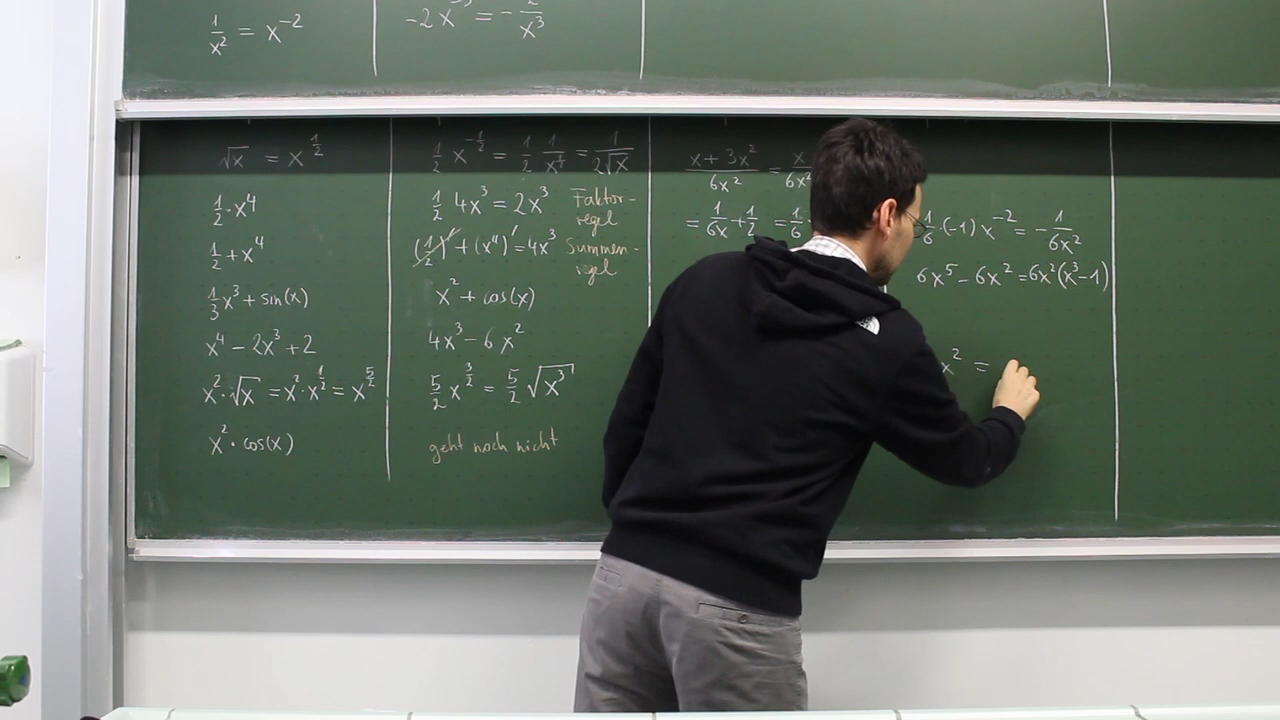 1/x² = x⁻²
-2x⁻³ = -2/x³
√x = x^(1/2)
1/2 x^(-1/2) = 1/2 1/x^(1/2) = 1/(2√x)
1/2·x⁴
1/2 4x³ = 2x³ Faktor-
regel
1/2 + x⁴
(1/2)' + (x⁴)' = 4x³ Summen-
regel
1/3 x³ + sin(x)
x² + cos(x)
x⁴ - 2x³ + 2
4x³ - 6x²
x²·√x = x²·x^(1/2) = x^(5/2)
5/2 x^(3/2) = 5/2 √x³
x²·cos(x)
geht noch nicht
(x + 3x²)/(6x²) = x/(6x²)
= 1/(6x) + 1/2 = 1/6 ·
1/6·(-1)x⁻² = -1/(6x²)
6x⁵ - 6x² = 6x²(x³-1)
x² =